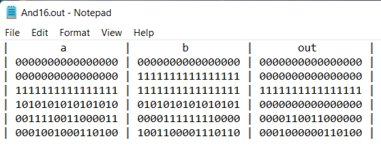 And16.out - Notepad
File Edit Format View Help
| a | b | out |
| 0000000000000000 | 0000000000000000 | 0000000000000000 |
| 0000000000000000 | 1111111111111111 | 0000000000000000 |
| 1111111111111111 | 1111111111111111 | 1111111111111111 |
| 1010101010101010 | 0101010101010101 | 0000000000000000 |
| 0011110011000011 | 0000111111110000 | 0000110011000000 |
| 0001001000110100 | 1001100001110110 | 0001000000110100 |